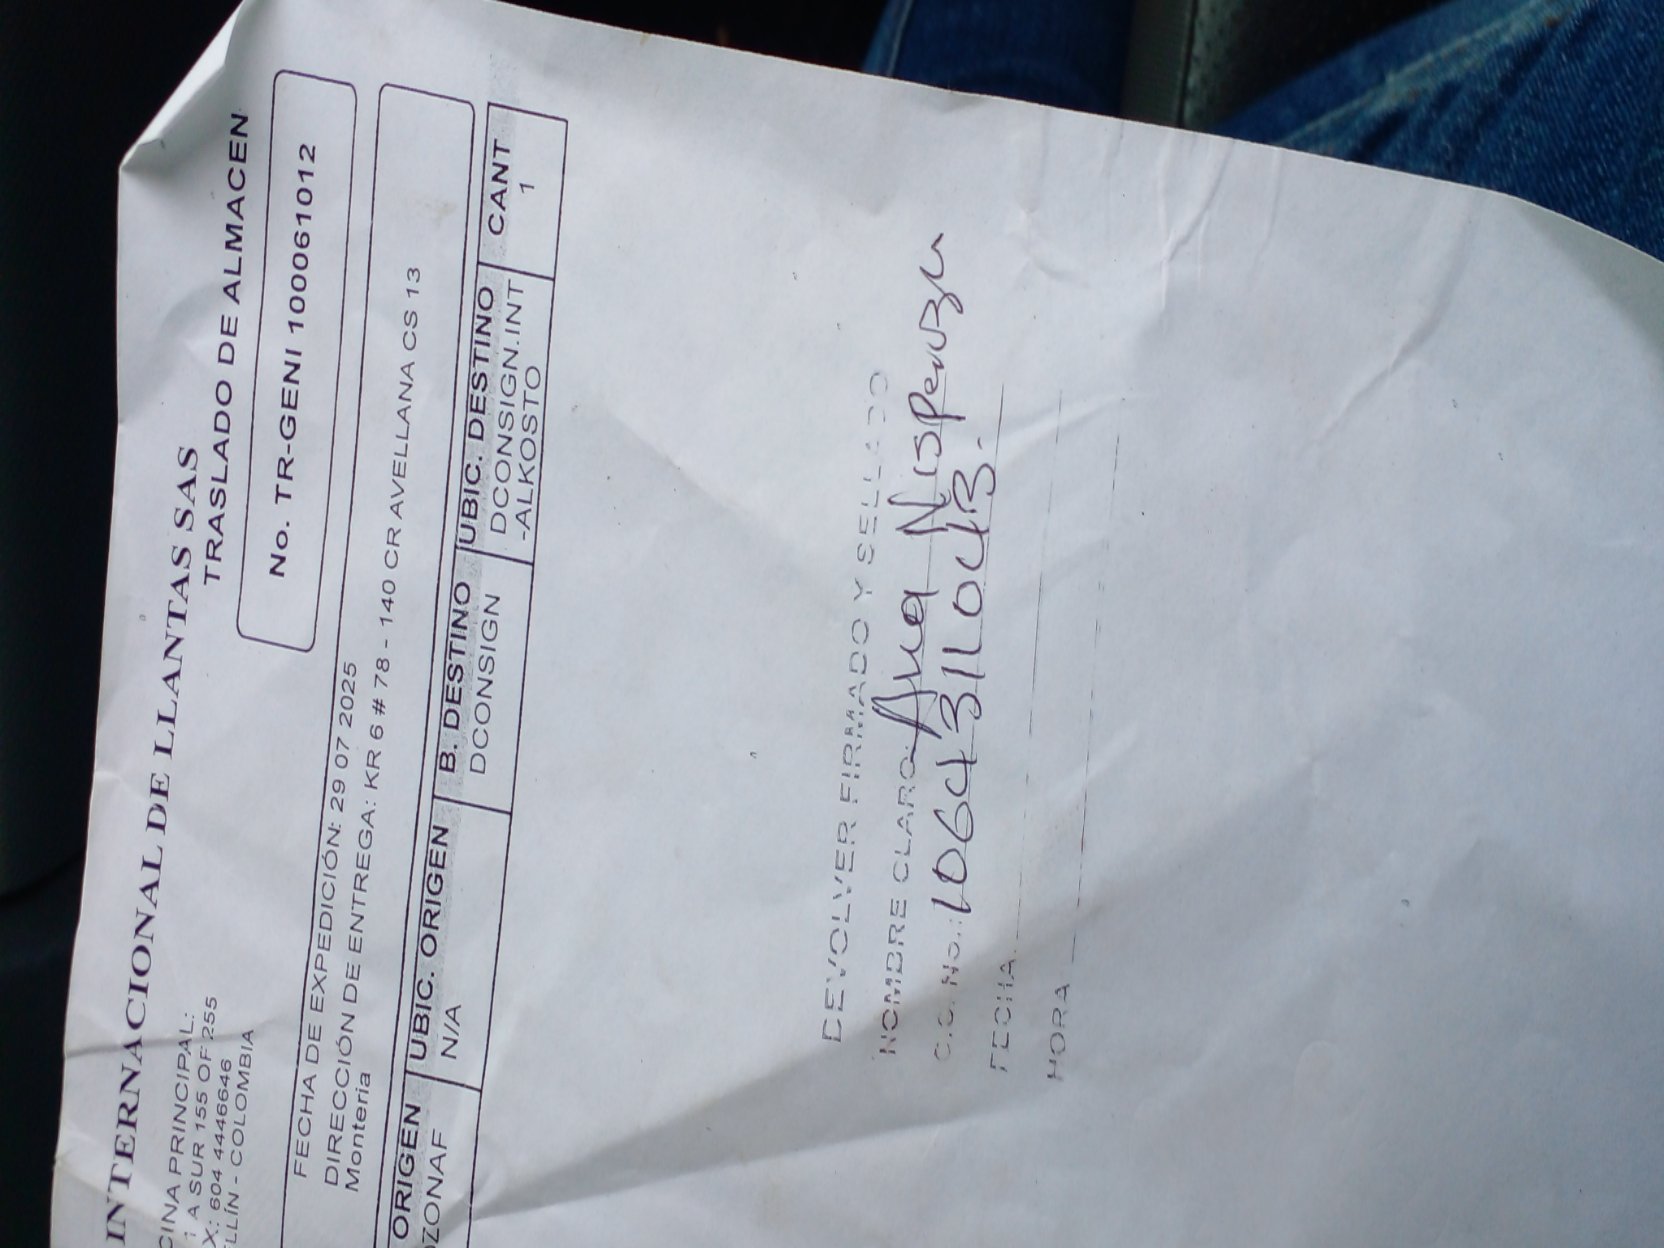 INTERNACIONAL DE LLANTAS SAS
TRASLADO DE ALMACEN
CINA PRINCIPAL:
A SUR 155 OF 255
X: 604 4446646
LLÍN - COLOMBIA
No. TR-GENI 100061012
FECHA DE EXPEDICIÓN: 29 07 2025
DIRECCIÓN DE ENTREGA: KR 6 # 78 - 140 CR AVELLANA CS 13
Monteria
ORIGEN UBIC. ORIGEN B. DESTINO UBIC. DESTINO CANT
ZONAF N/A DCONSIGN DCONSIGN.INT 1
-ALKOSTO
DEVOLVER FIRMADO Y SELLADO
NOMBRE CLARO: Ana Nisperuza
C.C. No.: 1064311043.
FECHA
HORA